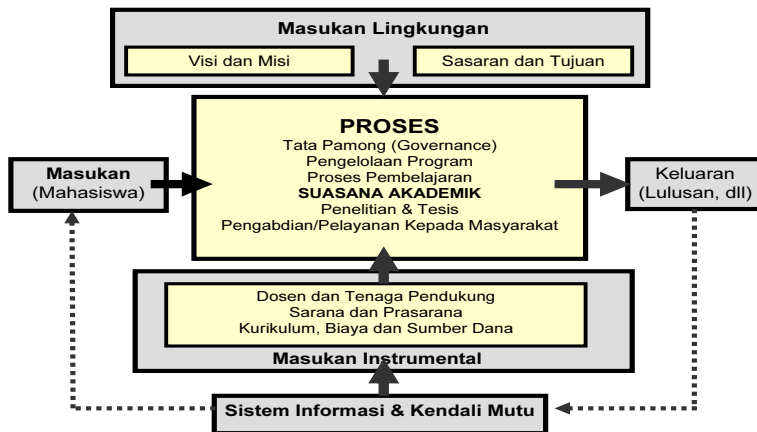 Masukan Lingkungan
Visi dan Misi
Sasaran dan Tujuan
PROSES
Tata Pamong (Governance)
Pengelolaan Program
Proses Pembelajaran
SUASANA AKADEMIK
Penelitian & Tesis
Pengabdian/Pelayanan Kepada Masyarakat
Masukan
(Mahasiswa)
Keluaran
(Lulusan, dll)
Dosen dan Tenaga Pendukung
Sarana dan Prasarana
Kurikulum, Biaya dan Sumber Dana
Masukan Instrumental
Sistem Informasi & Kendali Mutu